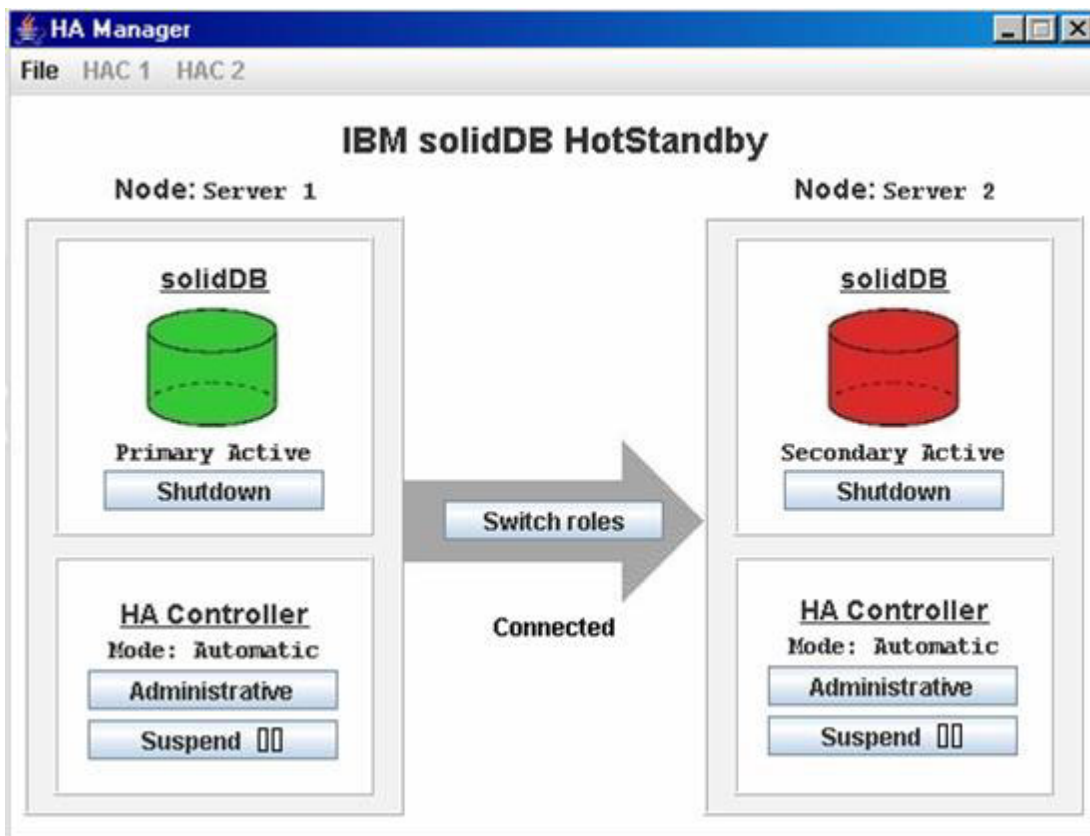 HA Manager
File HAC 1 HAC 2
IBM solidDB HotStandby
Node: Server 1
solidDB
Primary Active
Shutdown
HA Controller
Mode: Automatic
Administrative
Suspend
Switch roles
Connected
Node: Server 2
solidDB
Secondary Active
Shutdown
HA Controller
Mode: Automatic
Administrative
Suspend